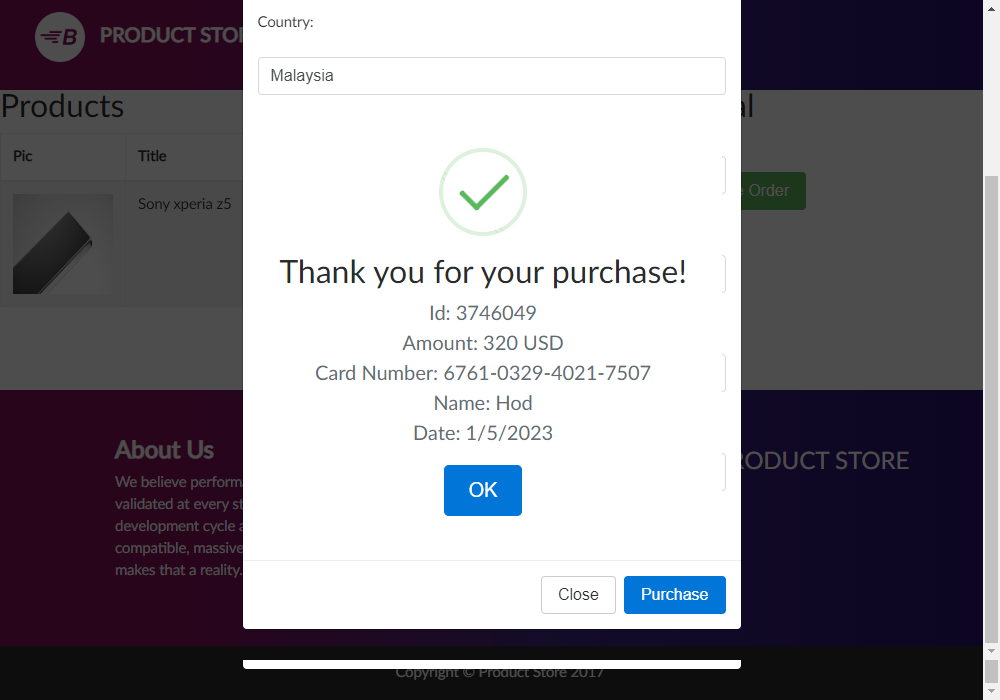 PRODUCT STO
Country:
Malaysia
Products
Pic
Title
Sony xperia z5
Order
Thank you for your purchase!
Id: 3746049
Amount: 320 USD
Card Number: 6761-0329-4021-7507
Name: Hod
Date: 1/5/2023
OK
About Us
We believe perform
validated at every st
development cycle a
compatible, massive
makes that a reality.
RODUCT STORE
Close
Purchase
Copyright © Product Store 2017